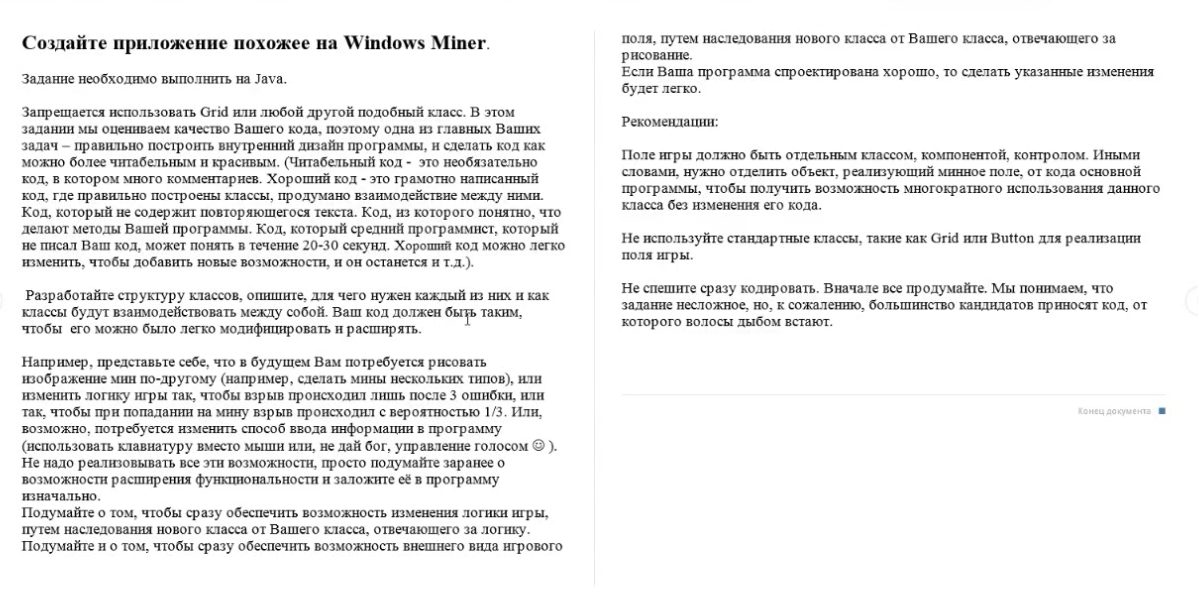 Создайте приложение похожее на Windows Miner.
Задание необходимо выполнить на Java.
Запрещается использовать Grid или любой другой подобный класс. В этом
задании мы оцениваем качество Вашего кода, поэтому одна из главных Ваших
задач – правильно построить внутренний дизайн программы, и сделать код как
можно более читабельным и красивым. (Читабельный код - это необязательно
код, в котором много комментариев. Хороший код - это грамотно написанный
код, где правильно построены классы, продумано взаимодействие между ними.
Код, который не содержит повторяющегося текста. Код, из которого понятно, что
делают методы Вашей программы. Код, который средний программист, который
не писал Ваш код, может понять в течение 20-30 секунд. Хороший код можно легко
изменить, чтобы добавить новые возможности, и он останется и т.д.).
Разработайте структуру классов, опишите, для чего нужен каждый из них и как
классы будут взаимодействовать между собой. Ваш код должен быть таким,
чтобы его можно было легко модифицировать и расширять.
Например, представьте себе, что в будущем Вам потребуется рисовать
изображение мин по-другому (например, сделать мины нескольких типов), или
изменить логику игры так, чтобы взрыв происходил лишь после 3 ошибки, или
так, чтобы при попадании на мину взрыв происходил с вероятностью 1/3. Или,
возможно, потребуется изменить способ ввода информации в программу
(использовать клавиатуру вместо мыши или, не дай бог, управление голосом ☺ ).
Не надо реализовывать все эти возможности, просто подумайте заранее о
возможности расширения функциональности и заложите её в программу
изначально.
Подумайте о том, чтобы сразу обеспечить возможность изменения логики игры,
путем наследования нового класса от Вашего класса, отвечающего за логику.
Подумайте и о том, чтобы сразу обеспечить возможность внешнего вида игрового
поля, путем наследования нового класса от Вашего класса, отвечающего за
рисование.
Если Ваша программа спроектирована хорошо, то сделать указанные изменения
будет легко.
Рекомендации:
Поле игры должно быть отдельным классом, компонентой, контролом. Иными
словами, нужно отделить объект, реализующий минное поле, от кода основной
программы, чтобы получить возможность многократного использования данного
класса без изменения его кода.
Не используйте стандартные классы, такие как Grid или Button для реализации
поля игры.
Не спешите сразу кодировать. Вначале все продумайте. Мы понимаем, что
задание несложное, но, к сожалению, большинство кандидатов приносят код, от
которого волосы дыбом встают.
Конец документа